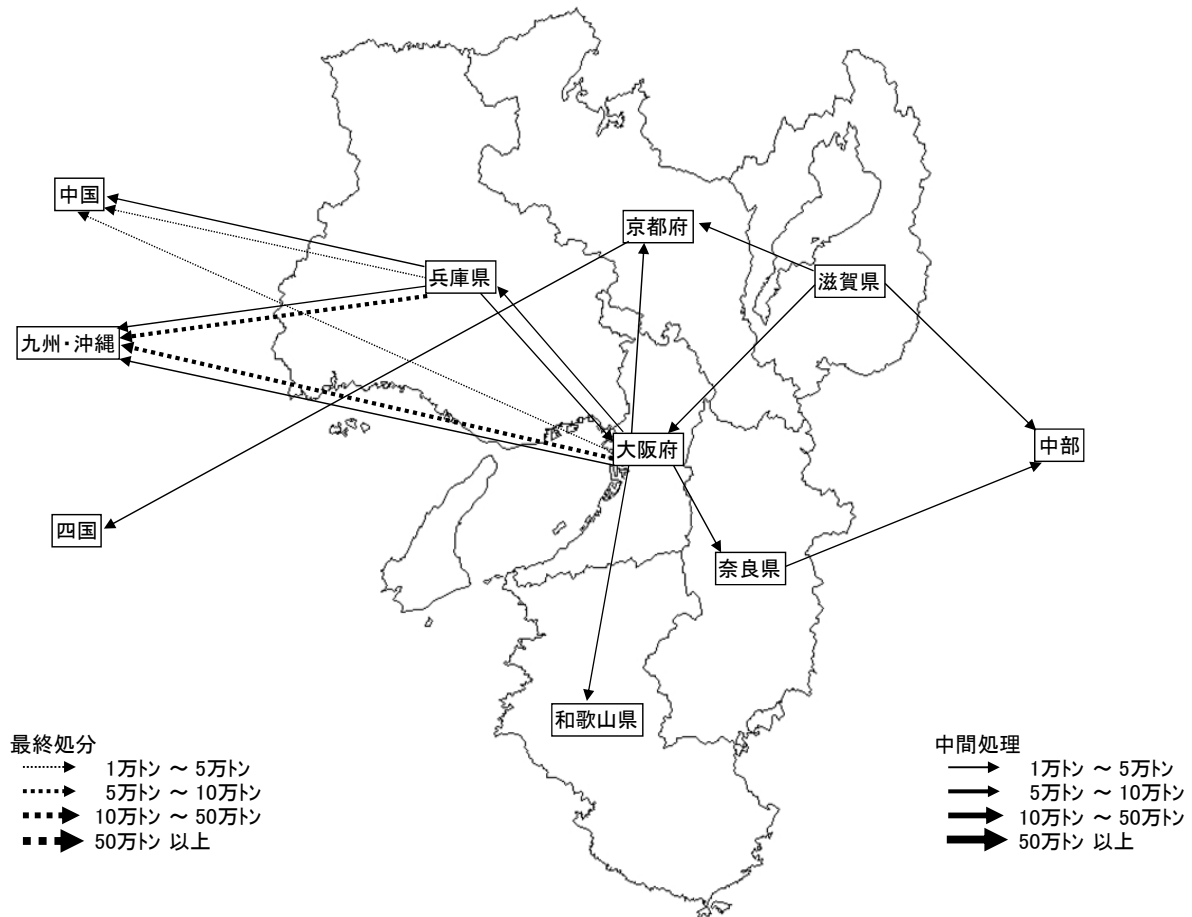 中国
京都府
兵庫県
滋賀県
九州・沖縄
大阪府
中部
四国
奈良県
和歌山県
最終処分
1万トン ～ 5万トン
5万トン ～ 10万トン
10万トン ～ 50万トン
50万トン 以上
中間処理
1万トン ～ 5万トン
5万トン ～ 10万トン
10万トン ～ 50万トン
50万トン 以上